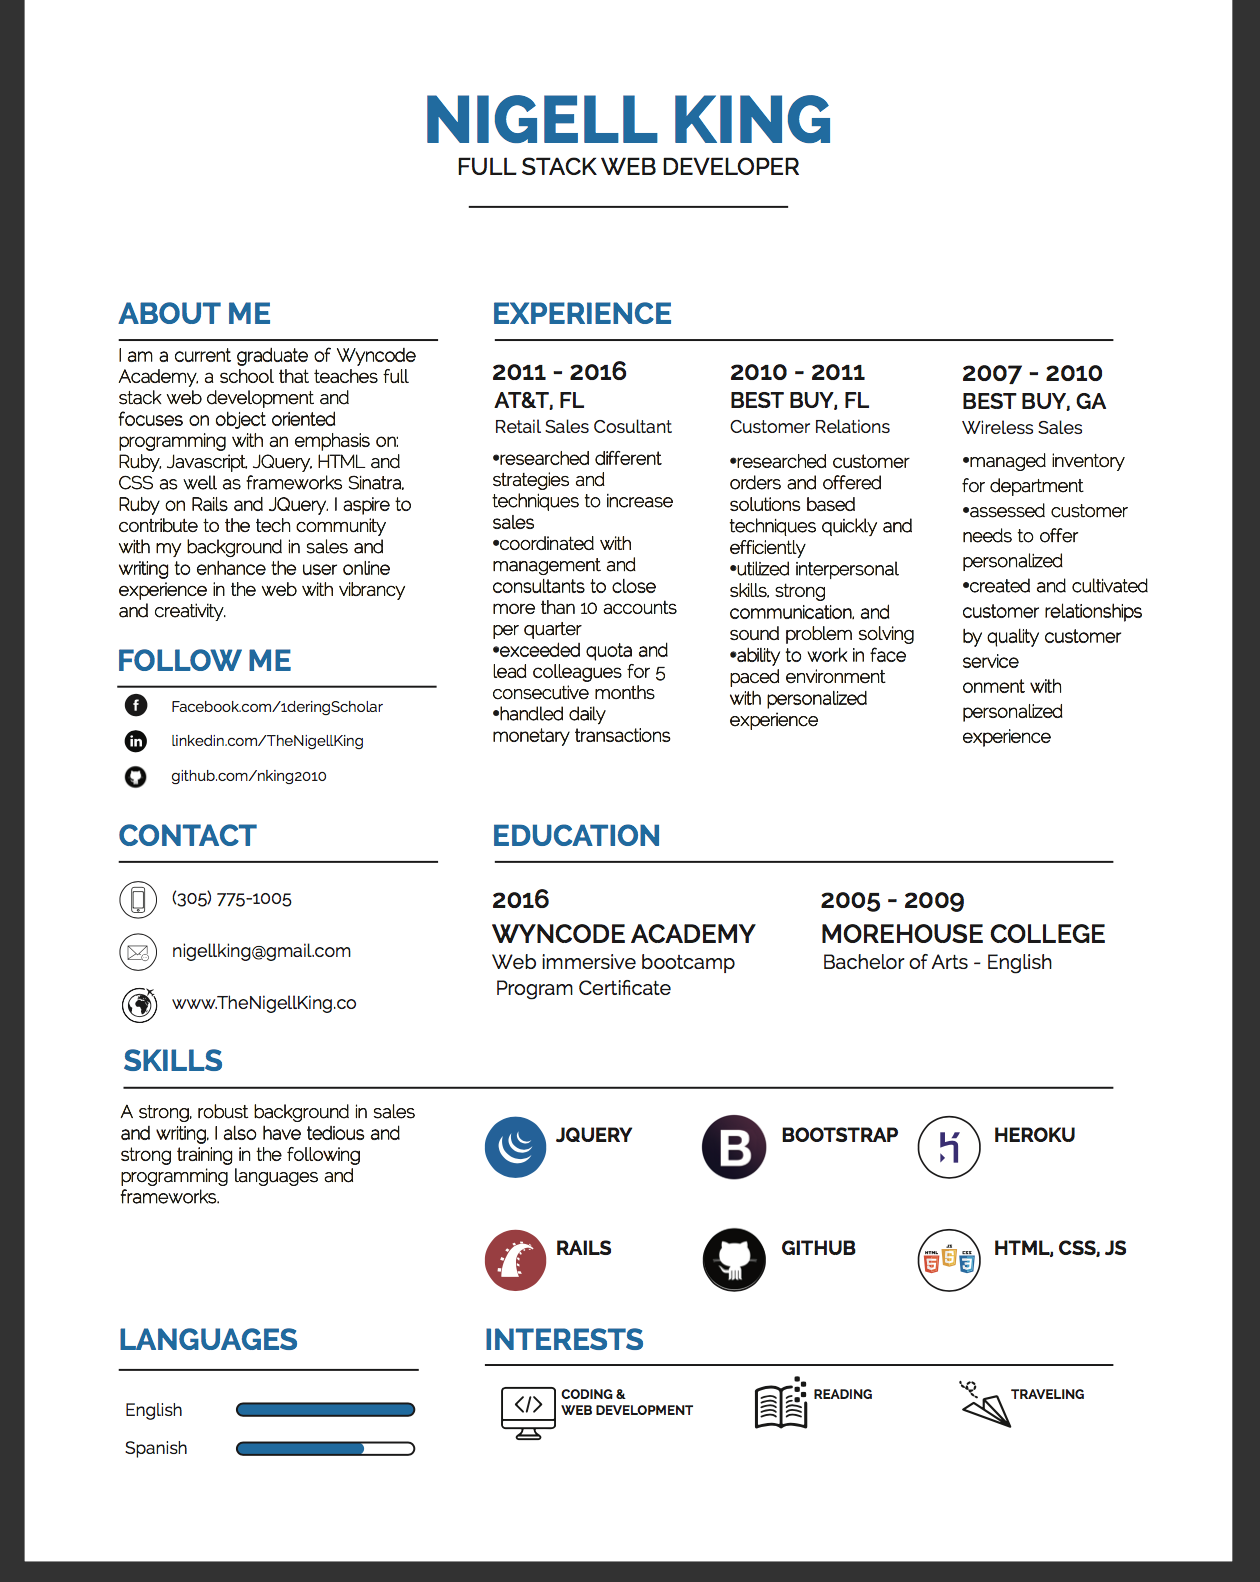 NIGELL KING
FULL STACK WEB DEVELOPER
ABOUT ME
I am a current graduate of Wyncode
Academy, a school that teaches full
stack web development and
focuses on object oriented
programming with an emphasis on:
Ruby, Javascript, JQuery, HTML and
CSS as well as frameworks Sinatra,
Ruby on Rails and JQuery. I aspire to
contribute to the tech community
with my background in sales and
writing to enhance the user online
experience in the web with vibrancy
and creativity.
FOLLOW ME
f
Facebook.com/1deringScholar
in
linkedin.com/TheNigellKing
github.com/nking2010
CONTACT
(305) 775-1005
nigellking@gmail.com
www.TheNigellKing.co
EXPERIENCE
2011 - 2016
AT&T, FL
Retail Sales Cosultant
•researched different
strategies and
techniques to increase
sales
•coordinated with
management and
consultants to close
more than 10 accounts
per quarter
•exceeded quota and
lead colleagues for 5
consecutive months
•handled daily
monetary transactions
2010 - 2011
BEST BUY, FL
Customer Relations
•researched customer
orders and offered
solutions based
techniques quickly and
efficiently
•utilized interpersonal
skills, strong
communication, and
sound problem solving
•ability to work in face
paced environment
with personalized
experience
2007 - 2010
BEST BUY, GA
Wireless Sales
•managed inventory
for department
•assessed customer
needs to offer
personalized
•created and cultivated
customer relationships
by quality customer
service
onment with
personalized
experience
EDUCATION
2016
WYNCODE ACADEMY
Web immersive bootcamp
Program Certificate
2005 - 2009
MOREHOUSE COLLEGE
Bachelor of Arts - English
SKILLS
A strong, robust background in sales
and writing, I also have tedious and
strong training in the following
programming languages and
frameworks.
JQUERY
B
BOOTSTRAP
HEROKU
RAILS
GITHUB
HTML JS CSS
5 5 3
HTML, CSS, JS
LANGUAGES
English
Spanish
INTERESTS
</>
CODING &
WEB DEVELOPMENT
READING
TRAVELING